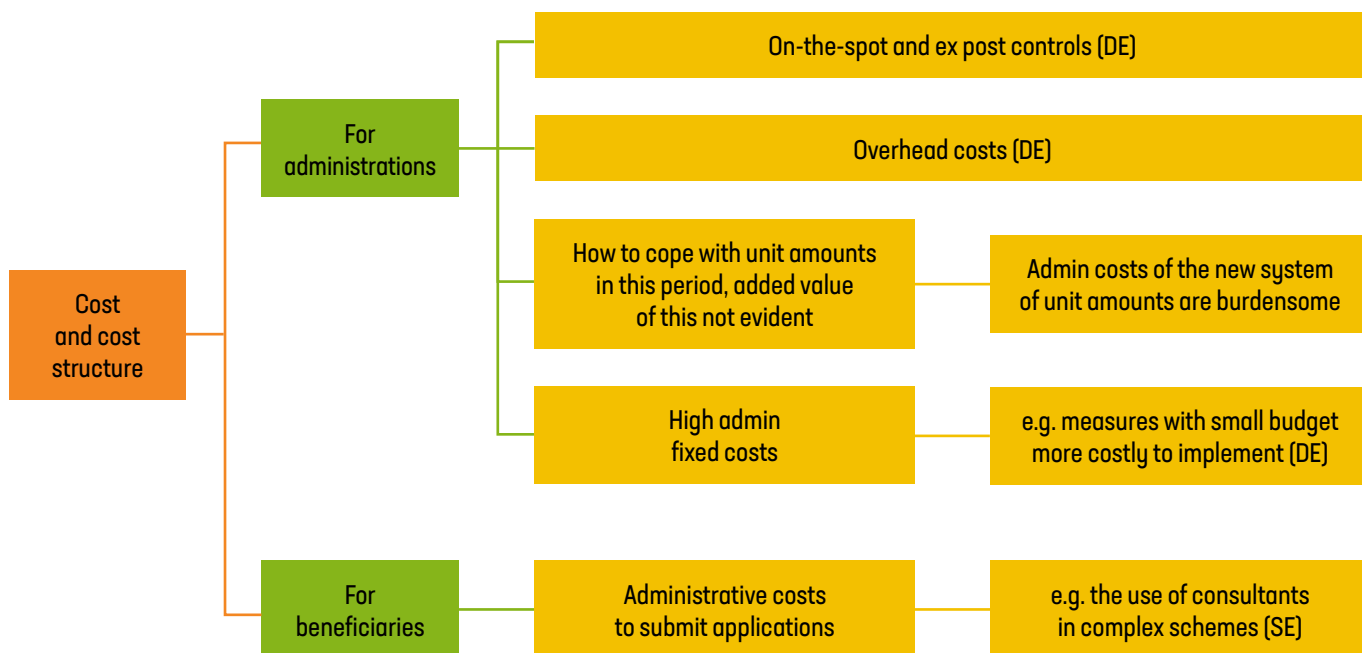 Cost
and cost
structure
For
administrations
On-the-spot and ex post controls (DE)
Overhead costs (DE)
How to cope with unit amounts
in this period, added value
of this not evident
Admin costs of the new system
of unit amounts are burdensome
High admin
fixed costs
e.g. measures with small budget
more costly to implement (DE)
For
beneficiaries
Administrative costs
to submit applications
e.g. the use of consultants
in complex schemes (SE)